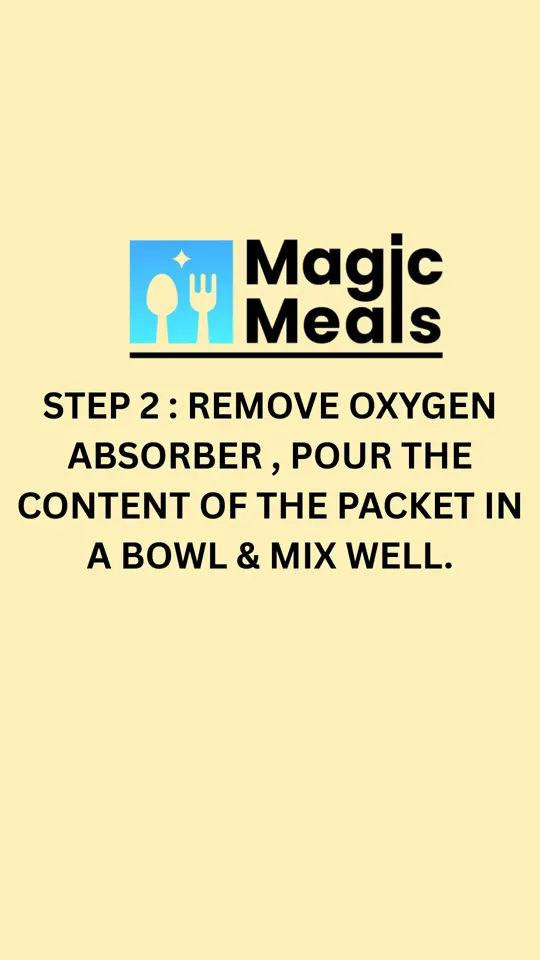 Magic
Meals
STEP 2 : REMOVE OXYGEN
ABSORBER , POUR THE
CONTENT OF THE PACKET IN
A BOWL & MIX WELL.